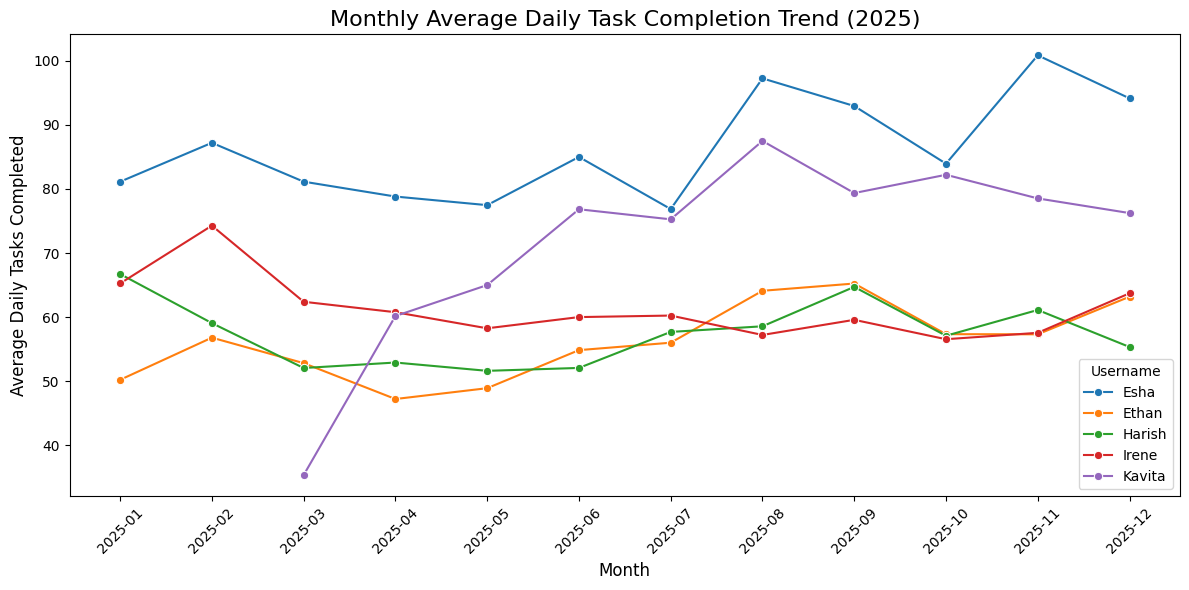 Monthly Average Daily Task Completion Trend (2025)
Average Daily Tasks Completed
100
90
80
70
60
50
40
Username
Esha
Ethan
Harish
Irene
Kavita
2025-01
2025-02
2025-03
2025-04
2025-05
2025-06
2025-07
2025-08
2025-09
2025-10
2025-11
2025-12
Month